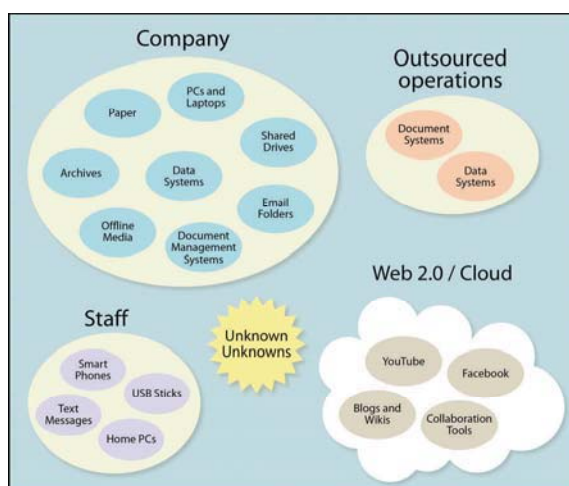 Company
PCs and
Laptops
Paper
Shared
Drives
Archives
Data
Systems
Email
Folders
Offline
Media
Document
Management
Systems
Outsourced
operations
Document
Systems
Data
Systems
Staff
Smart
Phones
USB Sticks
Text
Messages
Home PCs
Unknown
Unknowns
Web 2.0 / Cloud
YouTube
Facebook
Blogs and
Wikis
Collaboration
Tools